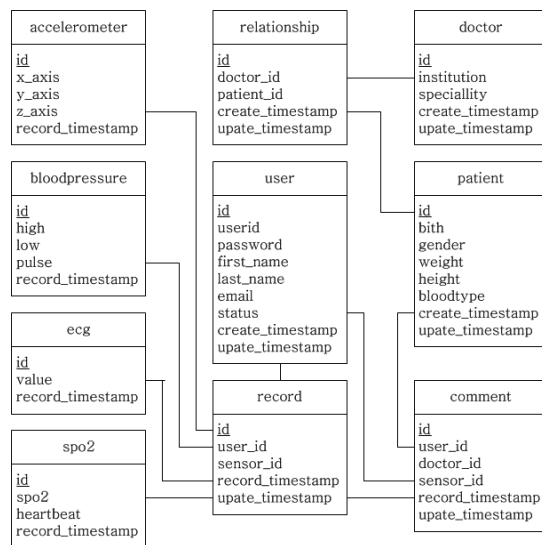 accelerometer
id
x_axis
y_axis
z_axis
record_timestamp
relationship
id
doctor_id
patient_id
create_timestamp
upate_timestamp
doctor
id
institution
speciallity
create_timestamp
upate_timestamp
bloodpressure
id
high
low
pulse
record_timestamp
user
id
userid
password
first_name
last_name
email
status
create_timestamp
upate_timestamp
patient
id
bith
gender
weight
height
bloodtype
create_timestamp
upate_timestamp
ecg
id
value
record_timestamp
record
id
user_id
sensor_id
record_timestamp
upate_timestamp
comment
id
user_id
doctor_id
sensor_id
record_timestamp
upate_timestamp
spo2
id
spo2
heartbeat
record_timestamp